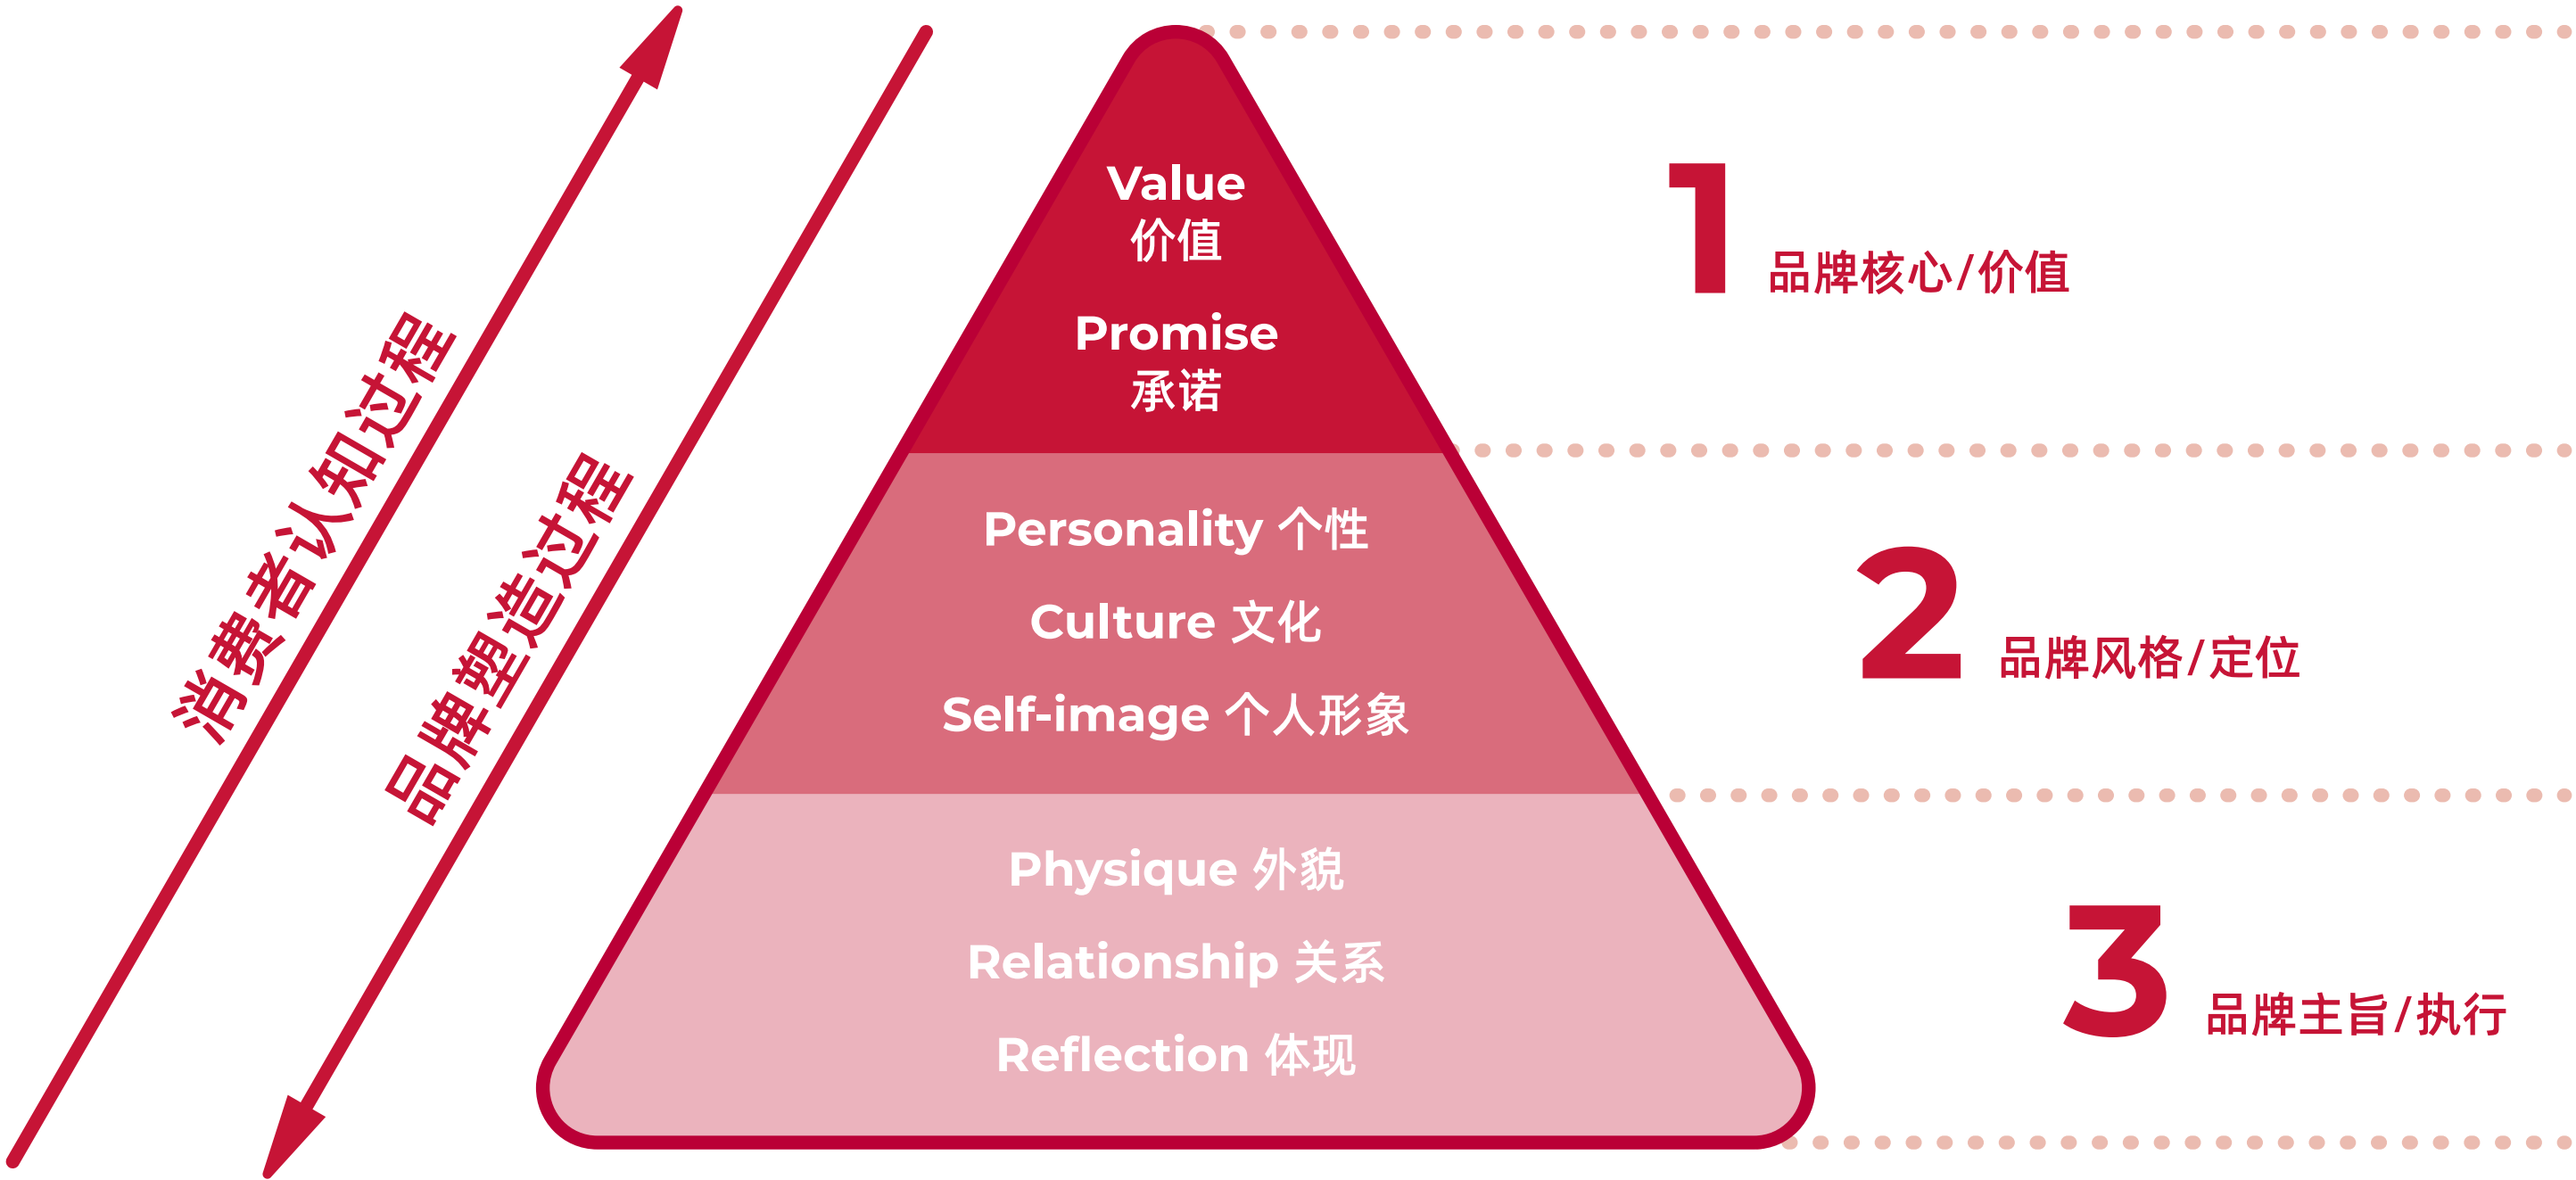 消费者认知过程
品牌塑造过程
Value
价值
Promise
承诺
1 品牌核心/价值
Personality 个性
Culture 文化
Self-image 个人形象
2 品牌风格/定位
Physique 外貌
Relationship 关系
Reflection 体现
3 品牌主旨/执行